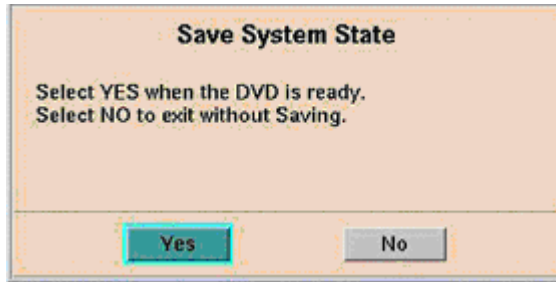 Save System State
Select YES when the DVD is ready.
Select NO to exit without Saving.
Yes
No